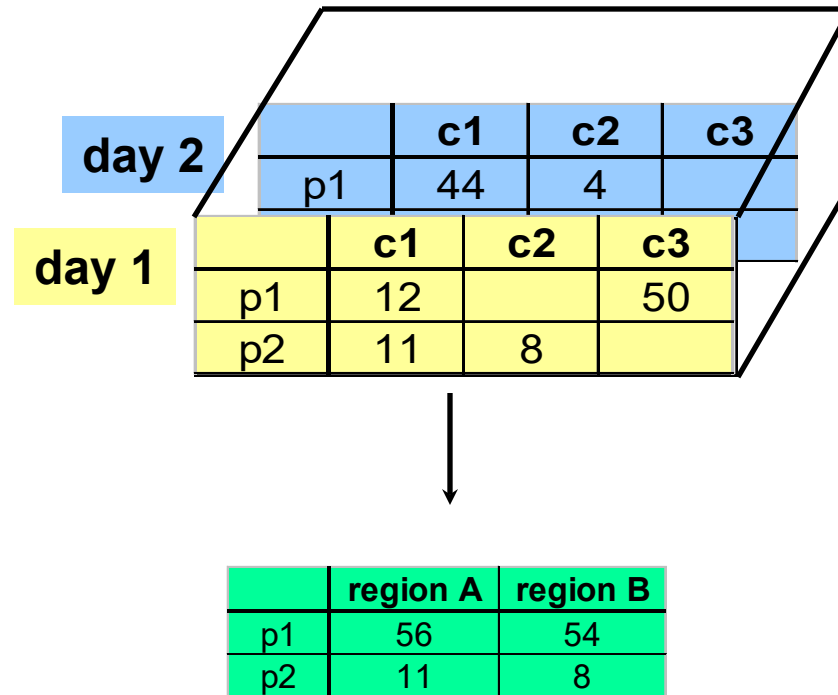 day 2
c1 c2 c3
p1 44 4
day 1
c1 c2 c3
p1 12 50
p2 11 8
region A region B
p1 56 54
p2 11 8